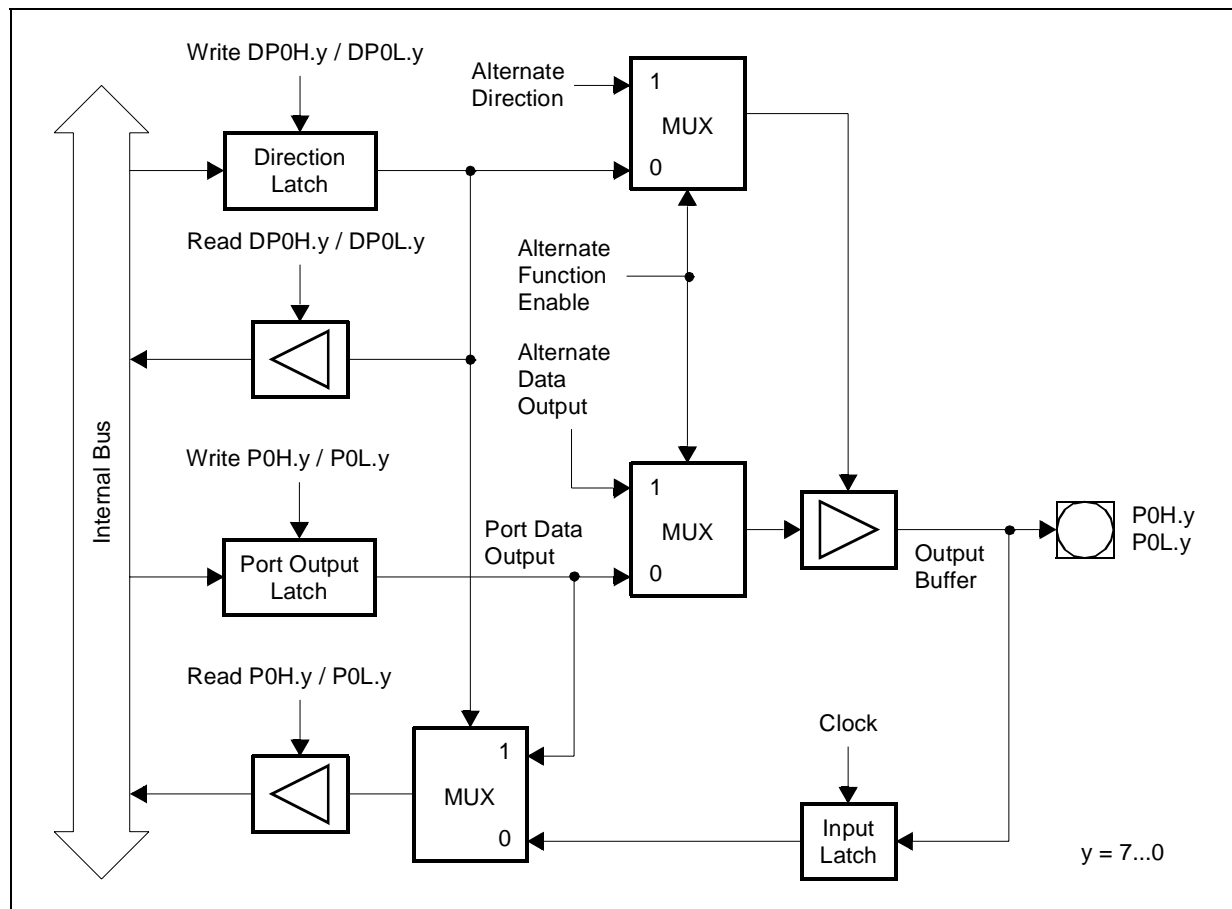 Write DP0H.y / DP0L.y
Alternate
Direction
1
MUX
0
Direction
Latch
Read DP0H.y / DP0L.y
Alternate
Function
Enable
Alternate
Data
Output
Internal Bus
Write P0H.y / P0L.y
1
MUX
0
Port Data
Output
Port Output
Latch
Output
Buffer
P0H.y
P0L.y
Read P0H.y / P0L.y
1
MUX
0
Clock
Input
Latch
y = 7...0